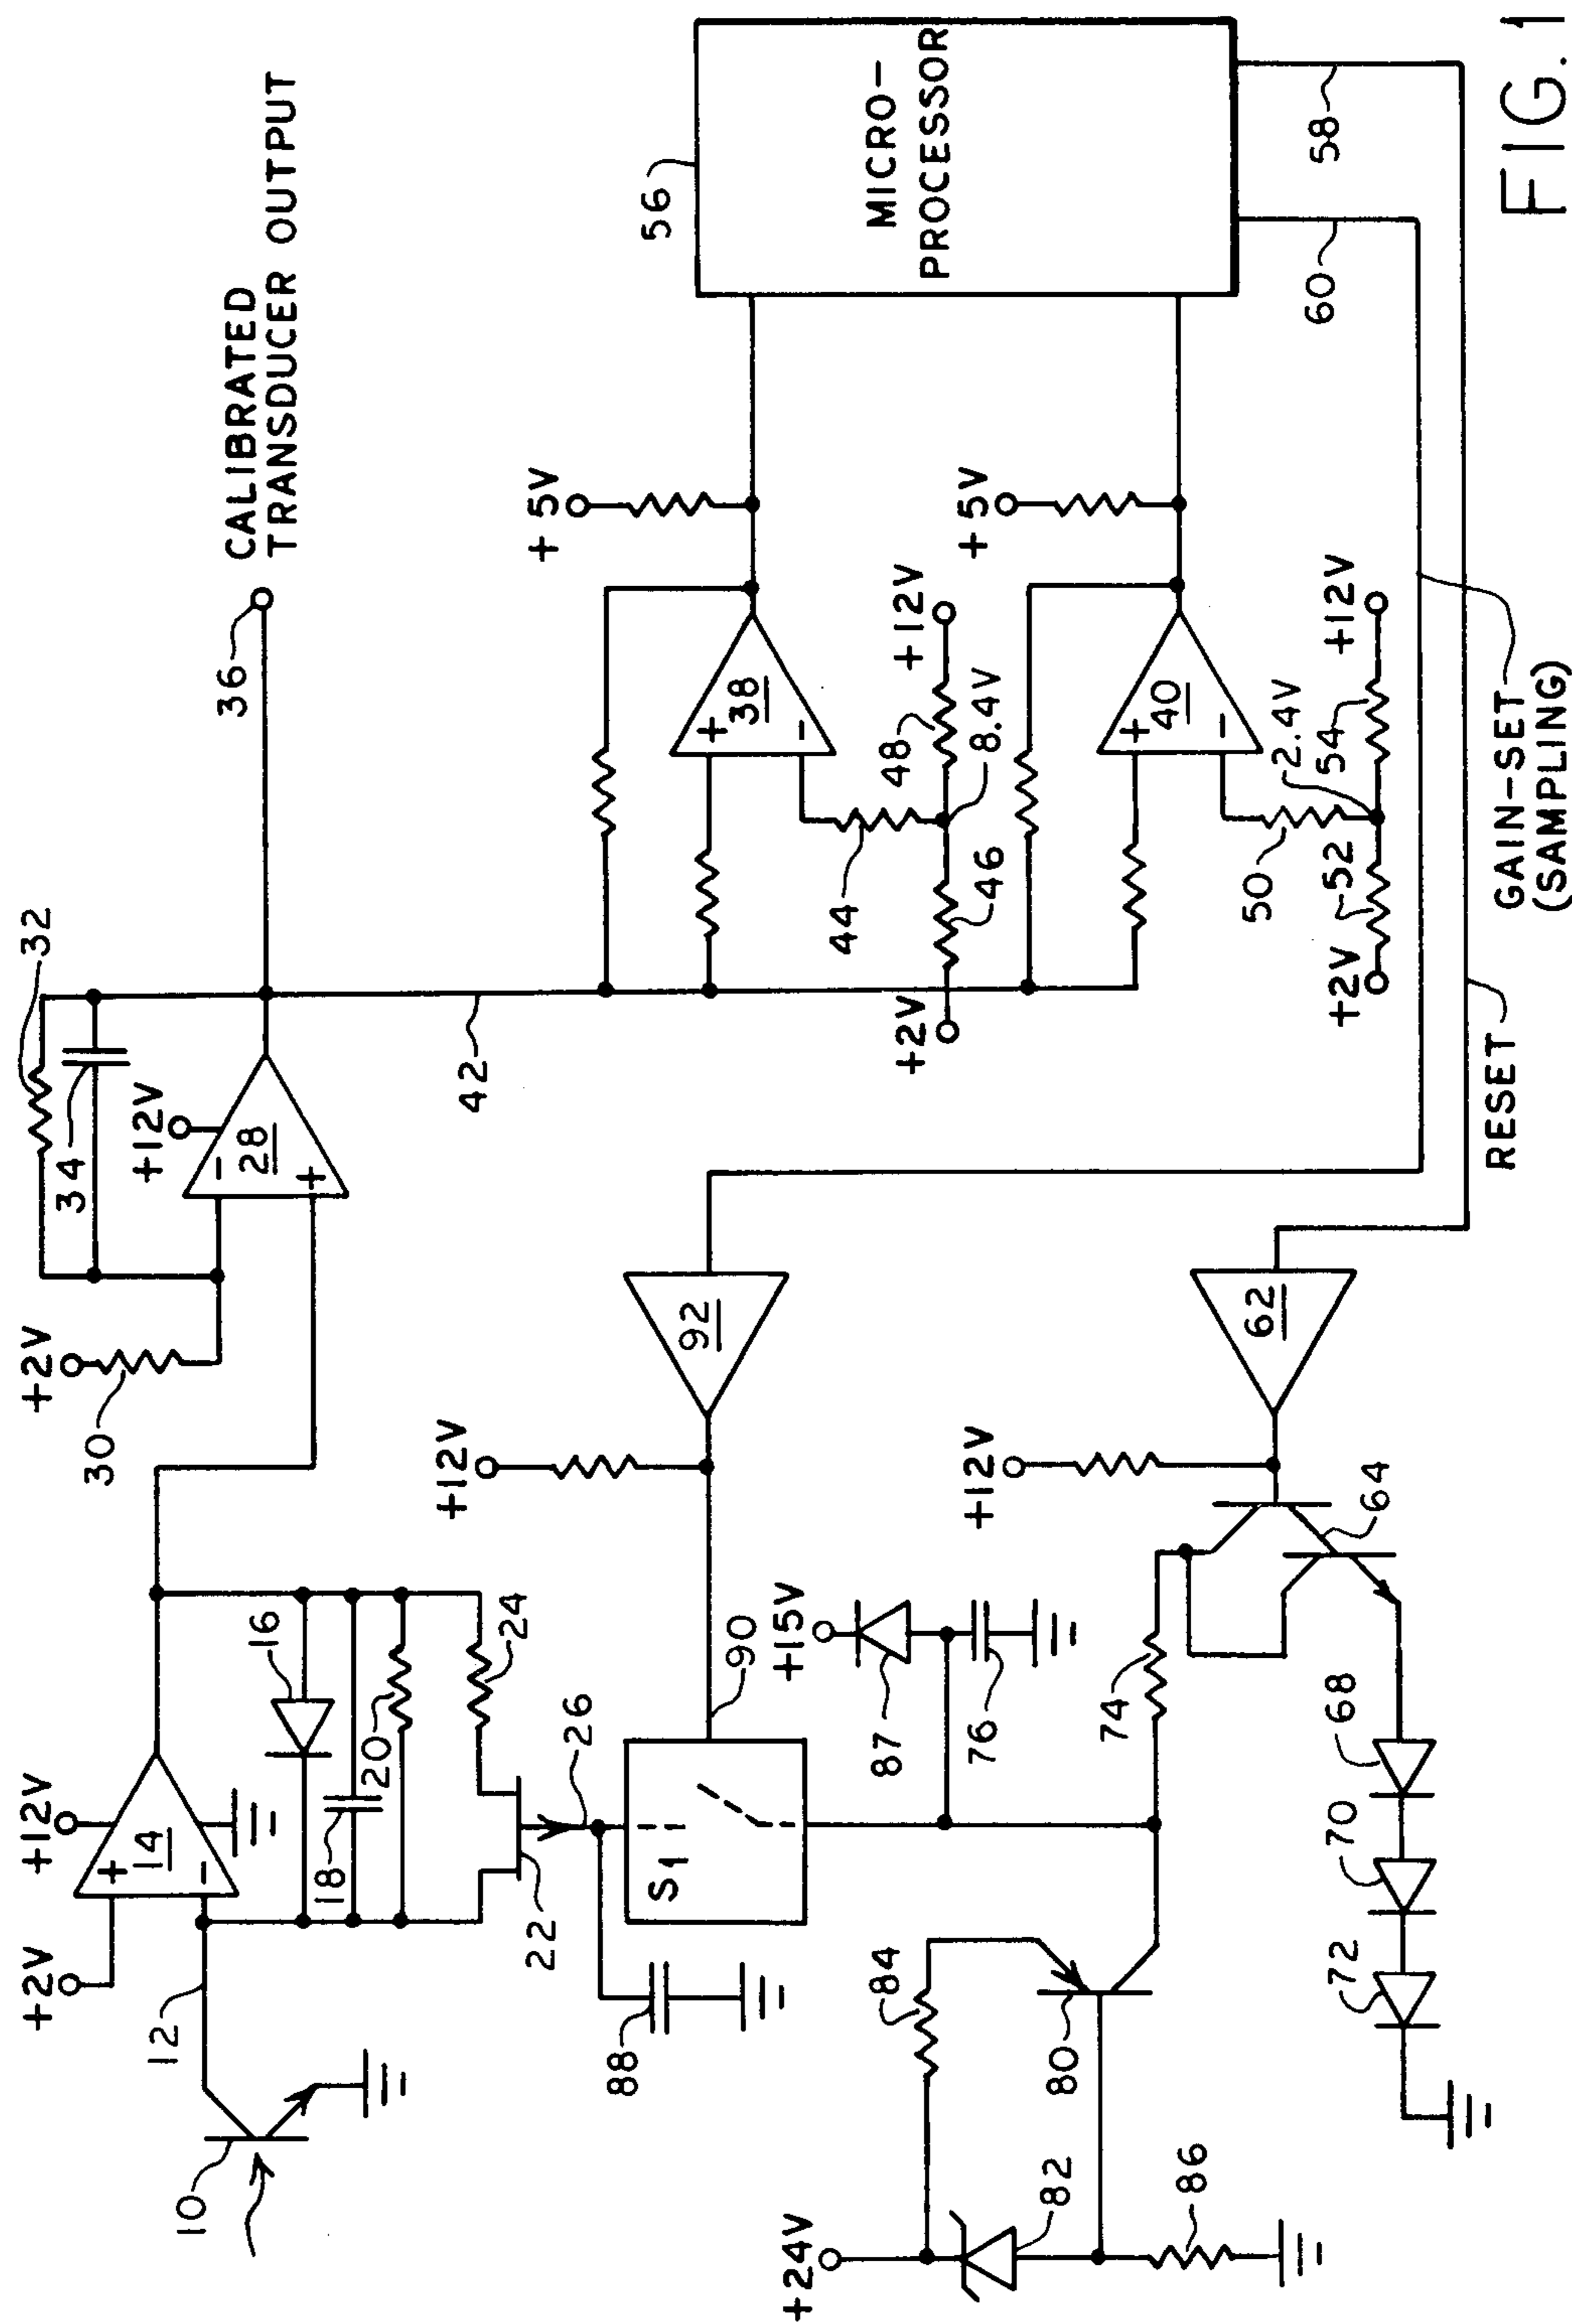 +2V
12
10
+12V
14
16
18
20
24
22
26
88
S1
90
+2V
30
32
34
+12V
28
42
36
CALIBRATED
TRANSDUCER OUTPUT
+5V
38
44
48
+12V
8.4V
46
+2V
+5V
40
50
2.4V
54
+12V
52
+2V
56
MICRO-
PROCESSOR
60
58
GAIN-SET
(SAMPLING)
RESET
+12V
92
+12V
62
64
74
+15V
87
76
68
70
72
84
80
+24V
82
86
FIG. 1